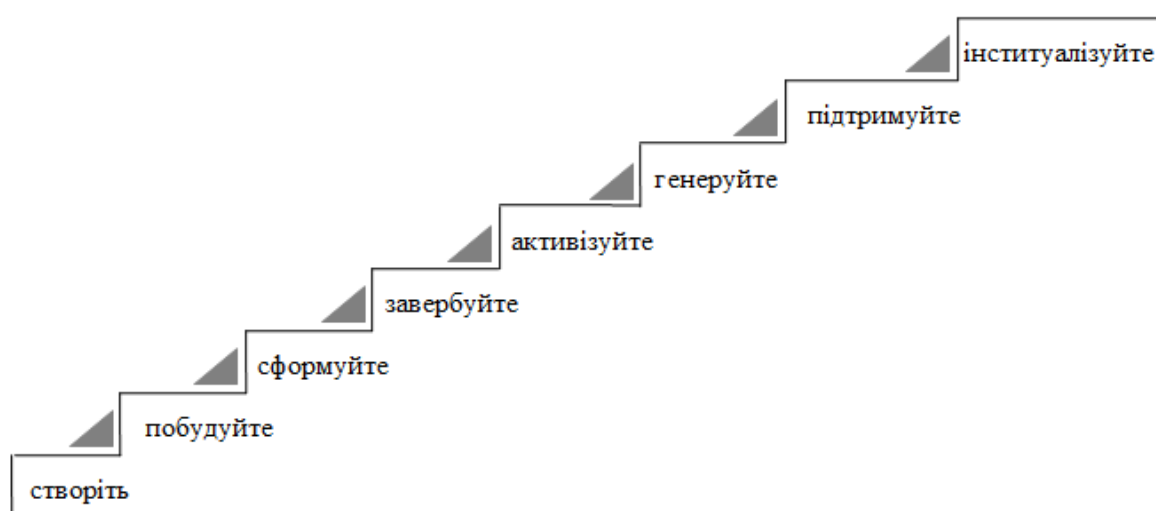 інституалізуйте
підтримуйте
генеруйте
активізуйте
завербуйте
сформуйте
побудуйте
створіть